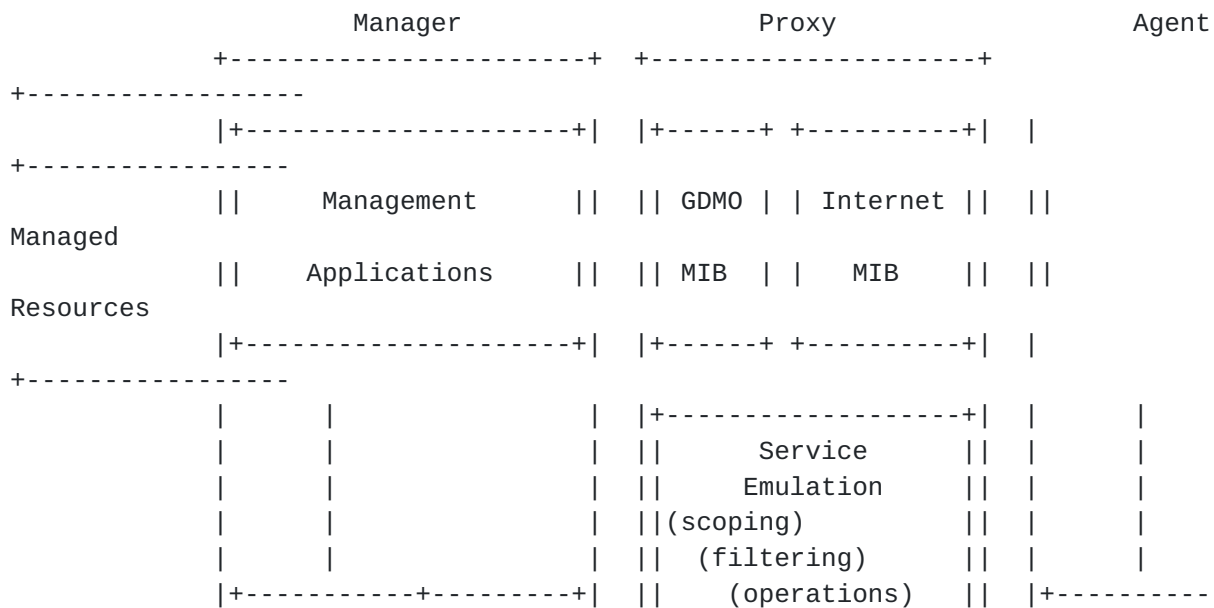 Manager                   Proxy                   Agent
             +-----------------------+  +---------------------+
+------------------
             |+---------------------+|  |+------+ +----------+|  |
+-----------------
             ||     Management      ||  || GDMO | | Internet ||  ||
Managed
             ||    Applications     ||  || MIB  | |   MIB    ||  ||
Resources
             |+---------------------+|  |+------+ +----------+|  |
+-----------------
             |      |                |  |+-------------------+|  |      |
             |      |                |  ||      Service      ||  |      |
             |      |                |  ||     Emulation     ||  |      |
             |      |                |  ||(scoping)          ||  |      |
             |      |                |  ||  (filtering)      ||  |      |
             |+-----------+---------+|  ||    (operations)   ||  |+----------